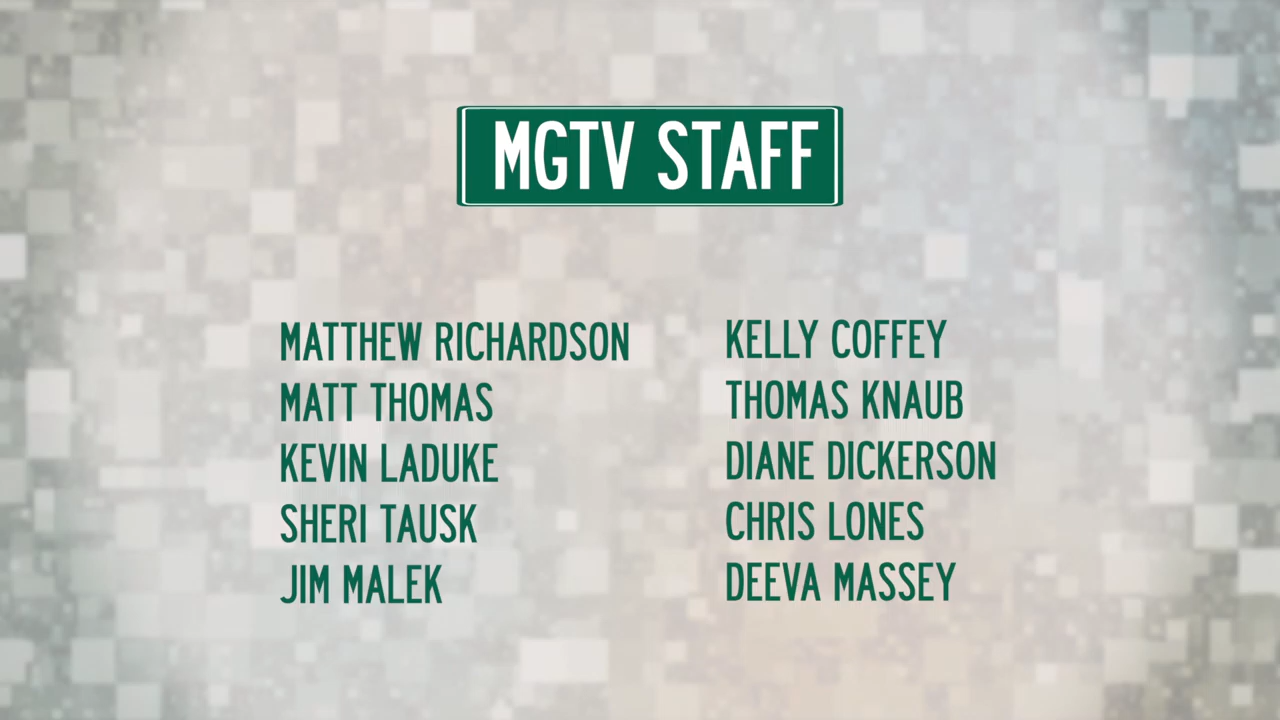 MGTV STAFF
MATTHEW RICHARDSON
MATT THOMAS
KEVIN LADUKE
SHERI TAUSK
JIM MALEK
KELLY COFFEY
THOMAS KNAUB
DIANE DICKERSON
CHRIS LONES
DEEVA MASSEY